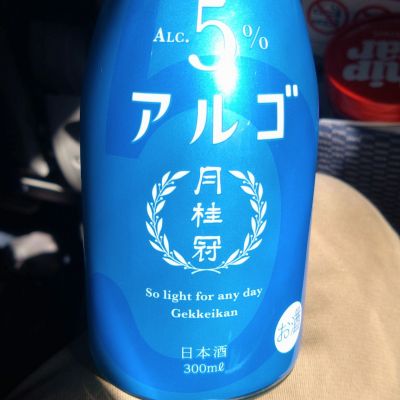 ALC. 5%
アルゴ
月桂冠
So light for any day
Gekkeikan
お酒
日本酒
300ml